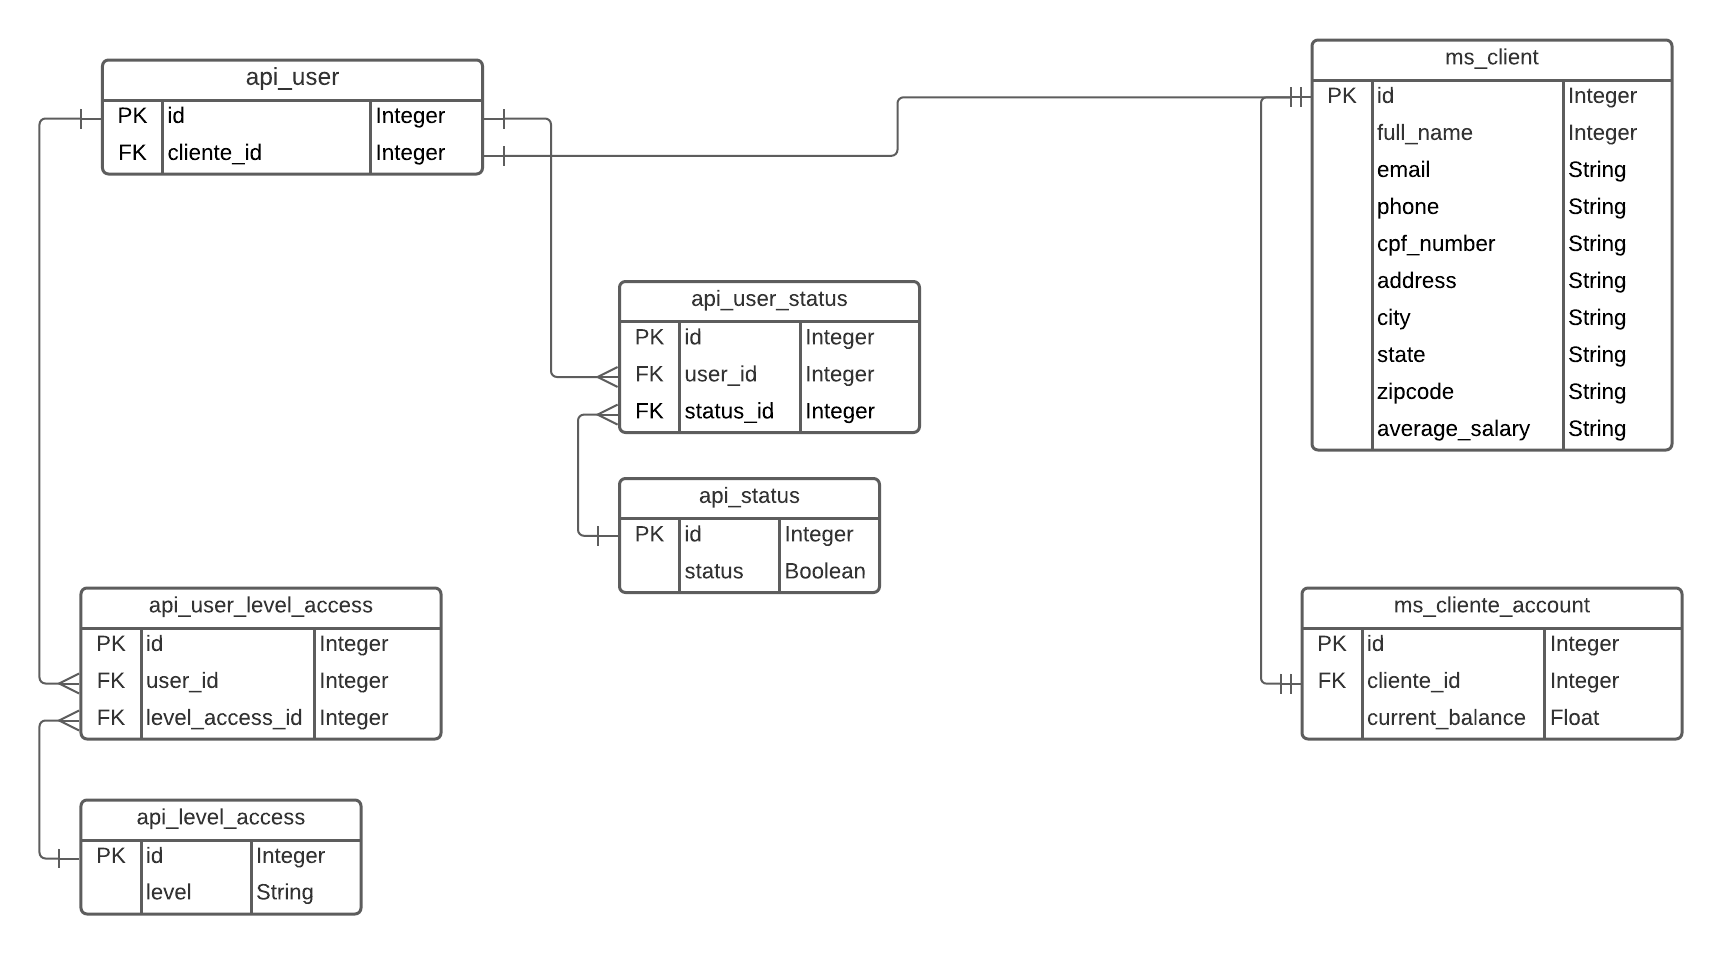 api_user
PK id Integer
FK cliente_id Integer
ms_client
PK id Integer
full_name Integer
email String
phone String
cpf_number String
address String
city String
state String
zipcode String
average_salary String
api_user_status
PK id Integer
FK user_id Integer
FK status_id Integer
api_status
PK id Integer
status Boolean
api_user_level_access
PK id Integer
FK user_id Integer
FK level_access_id Integer
ms_cliente_account
PK id Integer
FK cliente_id Integer
current_balance Float
api_level_access
PK id Integer
level String